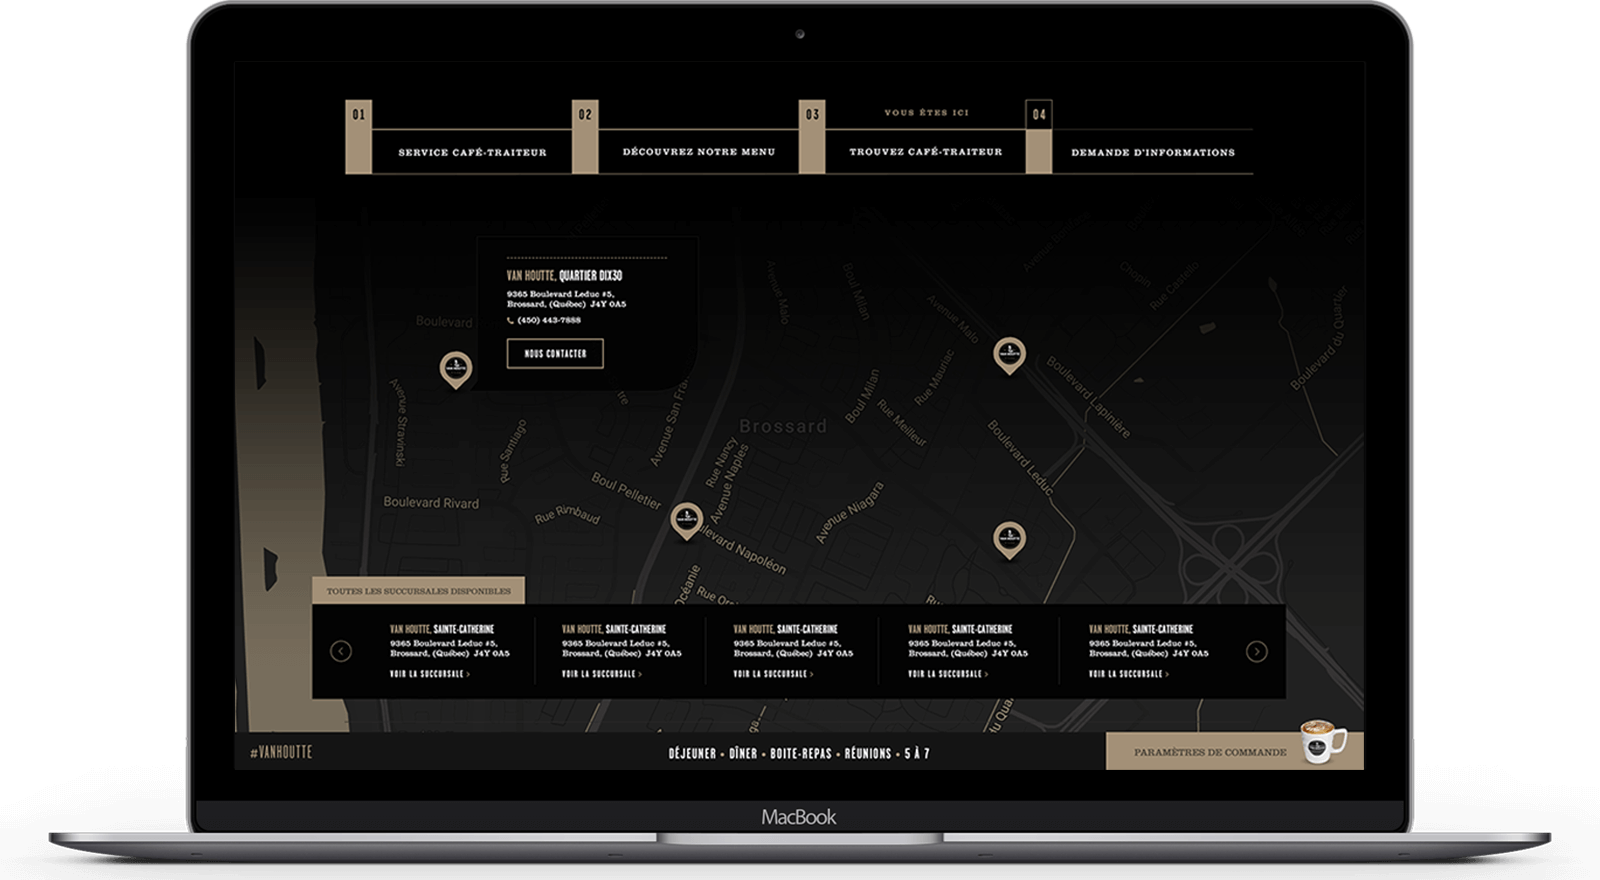 01
SERVICE CAFÉ-TRAITEUR
02
DÉCOUVREZ NOTRE MENU
03
VOUS ÊTES ICI
TROUVEZ CAFÉ-TRAITEUR
04
DEMANDE D'INFORMATIONS
VAN HOUTTE, QUARTIER DIX30
9365 Boulevard Leduc #5,
Brossard, (Québec) J4Y 0A5
(450) 443-7888
NOUS CONTACTER
Boulevard
Avenue Malo
Boul Milan
Avenue Malo
Chopin
Rue Castello
Boulevard du Quartier
Avenue Stravinski
Rue Santiago
Avenue San Fra
Brossard
Boul Milan
Rue Mauriac
Rue Meilleur
Boulevard Lapinière
Boulevard Leduc
Boulevard Rivard
Rue Rimbaud
Boul Pelletier
Rue Nancy
Avenue Naples
Avenue Niagara
levard Napoléon
Océanie
TOUTES LES SUCCURSALES DISPONIBLES
VAN HOUTTE, SAINTE-CATHERINE
9365 Boulevard Leduc #5,
Brossard, (Québec) J4Y 0A5
VOIR LA SUCCURSALE >
VAN HOUTTE, SAINTE-CATHERINE
9365 Boulevard Leduc #5,
Brossard, (Québec) J4Y 0A5
VOIR LA SUCCURSALE >
VAN HOUTTE, SAINTE-CATHERINE
9365 Boulevard Leduc #5,
Brossard, (Québec) J4Y 0A5
VOIR LA SUCCURSALE >
VAN HOUTTE, SAINTE-CATHERINE
9365 Boulevard Leduc #5,
Brossard, (Québec) J4Y 0A5
VOIR LA SUCCURSALE >
VAN HOUTTE, SAINTE-CATHERINE
9365 Boulevard Leduc #5,
Brossard, (Québec) J4Y 0A5
VOIR LA SUCCURSALE >
du Qua
#VANHOUTTE
DÉJEUNER • DÎNER • BOITE-REPAS • RÉUNIONS • 5 À 7
PARAMÈTRES DE COMMANDE
MacBook